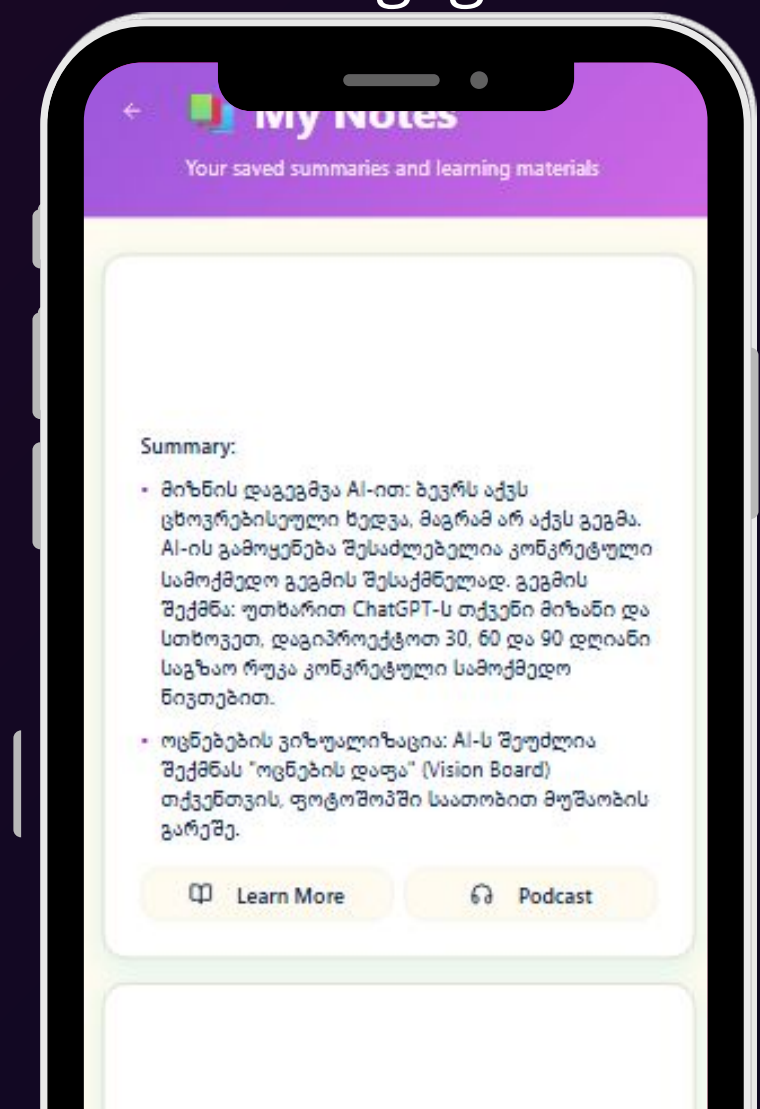 My Notes
Your saved summaries and learning materials
Summary:
• მიზნის დაგეგმვა AI-ით: ბევრს აქვს
ცხოვრებისეული ხედვა, მაგრამ არ აქვს გეგმა.
AI-ის გამოყენება შესაძლებელია კონკრეტული
სამოქმედო გეგმის შესაქმნელად. გეგმის
შექმნა: უთხარით ChatGPT-ს თქვენი მიზანი და
სთხოვეთ, დაგიპროექტოთ 30, 60 და 90 დღიანი
საგზაო რუკა კონკრეტული სამოქმედო
ნივთებით.
• ოცნებების ვიზუალიზაცია: AI-ს შეუძლია
შექმნას "ოცნების დაფა" (Vision Board)
თქვენთვის, ფოტოშოპში საათობით მუშაობის
გარეშე.
Learn More
Podcast